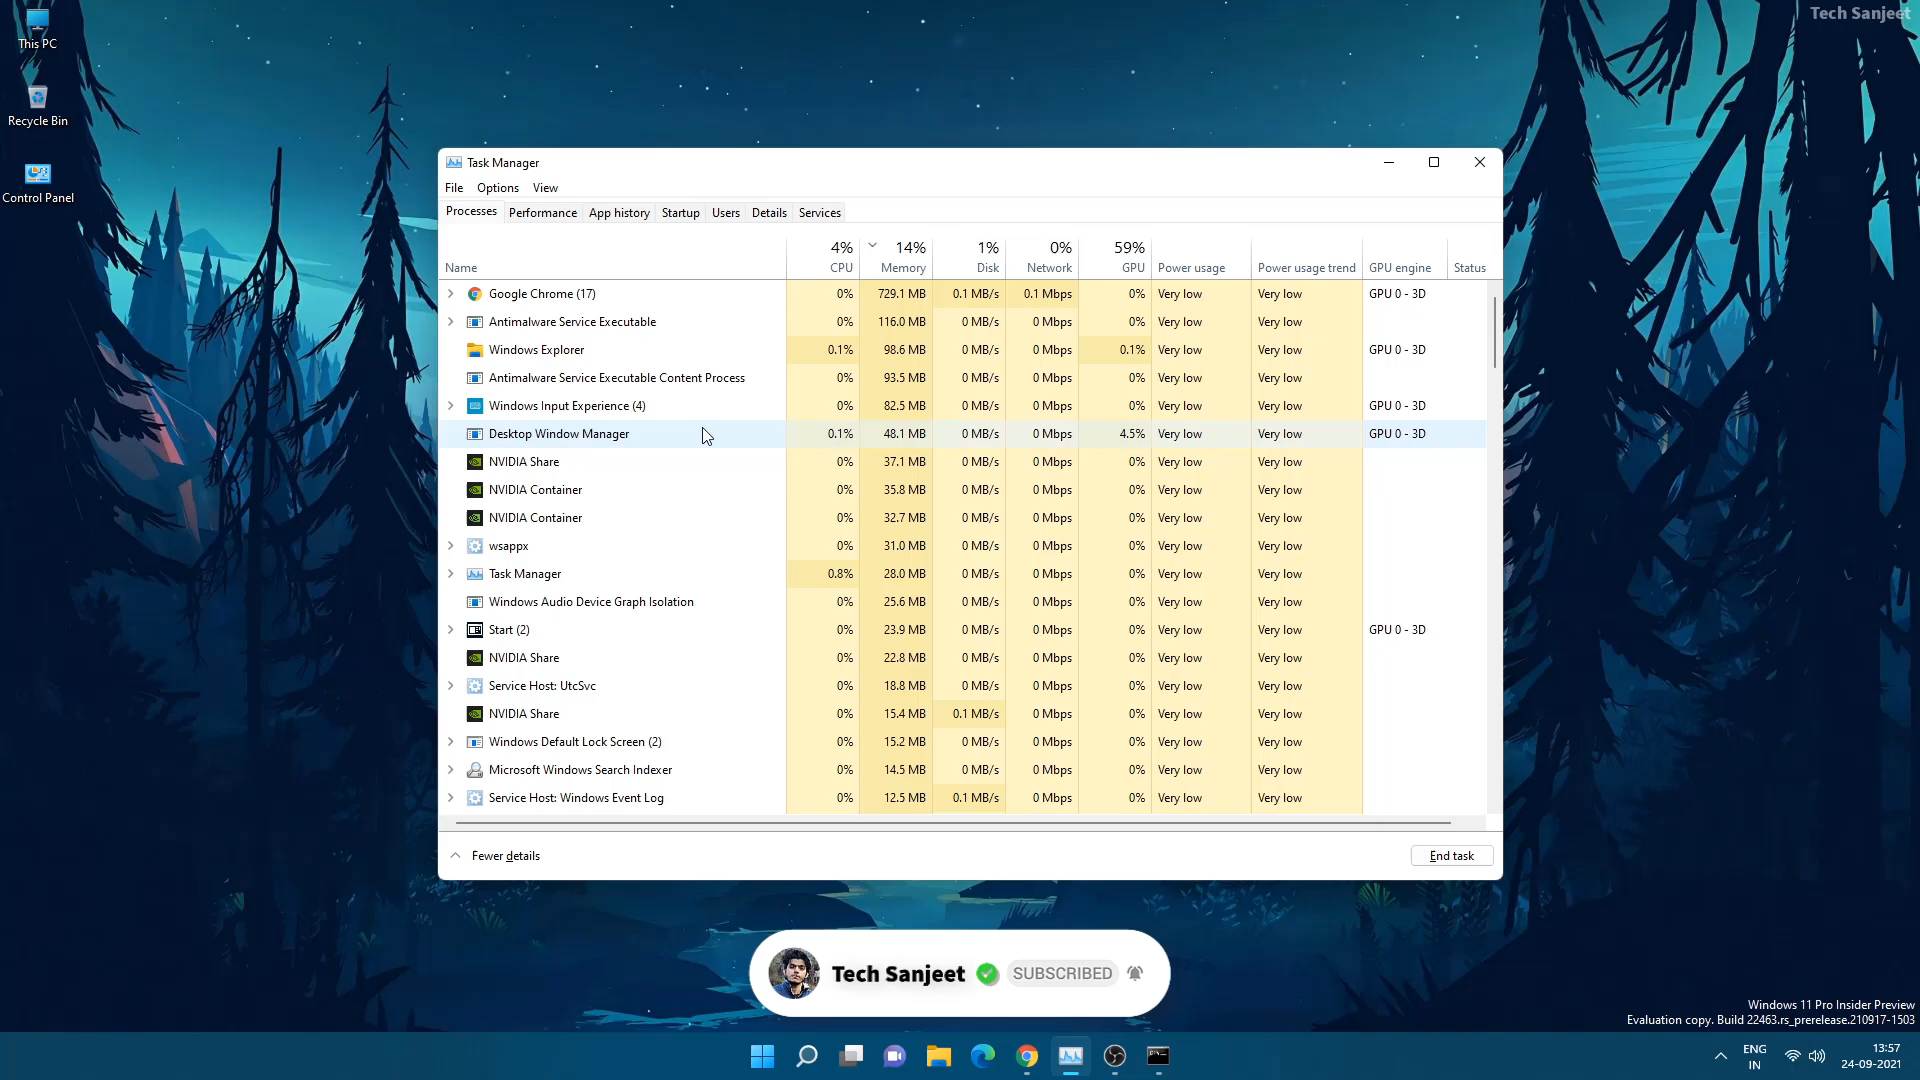 Tech Sanjeet
This PC
Recycle Bin
Control Panel
Task Manager
File Options View
Processes Performance App history Startup Users Details Services
4% 14% 1% 0% 59%
Name CPU Memory Disk Network GPU Power usage Power usage trend GPU engine Status
Google Chrome (17) 0% 729.1 MB 0.1 MB/s 0.1 Mbps 0% Very low Very low GPU 0 - 3D
Antimalware Service Executable 0% 116.0 MB 0 MB/s 0 Mbps 0% Very low Very low
Windows Explorer 0.1% 98.6 MB 0 MB/s 0 Mbps 0.1% Very low Very low GPU 0 - 3D
Antimalware Service Executable Content Process 0% 93.5 MB 0 MB/s 0 Mbps 0% Very low Very low
Windows Input Experience (4) 0% 82.5 MB 0 MB/s 0 Mbps 0% Very low Very low GPU 0 - 3D
Desktop Window Manager 0.1% 48.1 MB 0 MB/s 0 Mbps 4.5% Very low Very low GPU 0 - 3D
NVIDIA Share 0% 37.1 MB 0 MB/s 0 Mbps 0% Very low Very low
NVIDIA Container 0% 35.8 MB 0 MB/s 0 Mbps 0% Very low Very low
NVIDIA Container 0% 32.7 MB 0 MB/s 0 Mbps 0% Very low Very low
wsappx 0% 31.0 MB 0 MB/s 0 Mbps 0% Very low Very low
Task Manager 0.8% 28.0 MB 0 MB/s 0 Mbps 0% Very low Very low
Windows Audio Device Graph Isolation 0% 25.6 MB 0 MB/s 0 Mbps 0% Very low Very low
Start (2) 0% 23.9 MB 0 MB/s 0 Mbps 0% Very low Very low GPU 0 - 3D
NVIDIA Share 0% 22.8 MB 0 MB/s 0 Mbps 0% Very low Very low
Service Host: UtcSvc 0% 18.8 MB 0 MB/s 0 Mbps 0% Very low Very low
NVIDIA Share 0% 15.4 MB 0.1 MB/s 0 Mbps 0% Very low Very low
Windows Default Lock Screen (2) 0% 15.2 MB 0 MB/s 0 Mbps 0% Very low Very low
Microsoft Windows Search Indexer 0% 14.5 MB 0 MB/s 0 Mbps 0% Very low Very low
Service Host: Windows Event Log 0% 12.5 MB 0.1 MB/s 0 Mbps 0% Very low Very low
Fewer details End task
Tech Sanjeet SUBSCRIBED
Windows 11 Pro Insider Preview
Evaluation copy. Build 22463.rs_prerelease.210917-1503
ENG 13:57
IN 24-09-2021